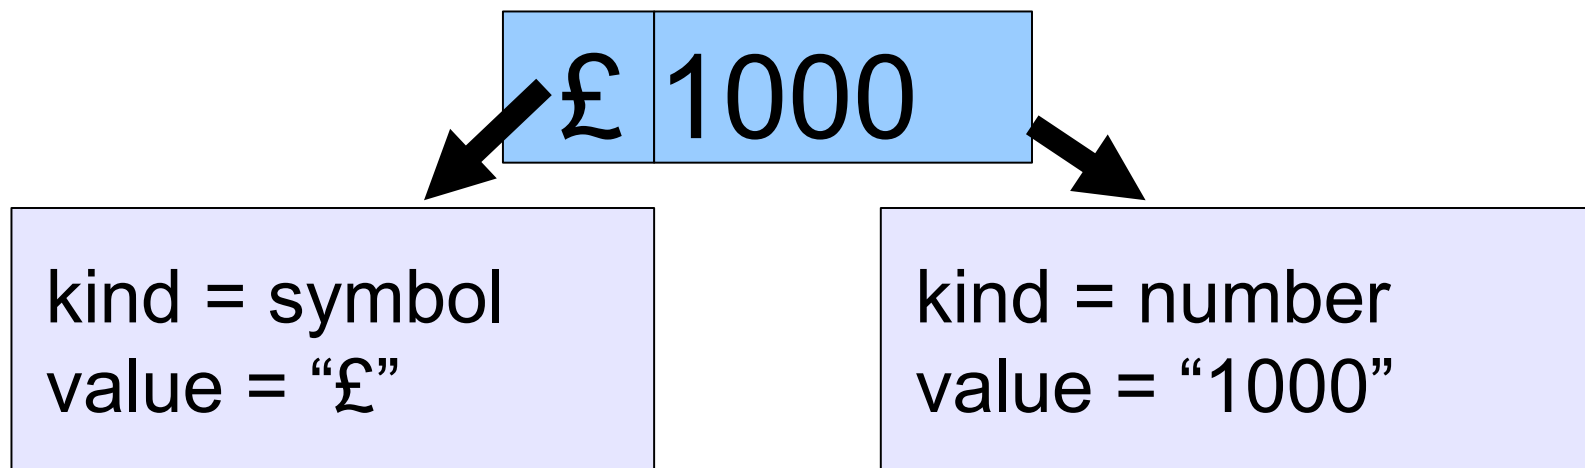 £ 1000
kind = symbol
value = “£”
kind = number
value = “1000”